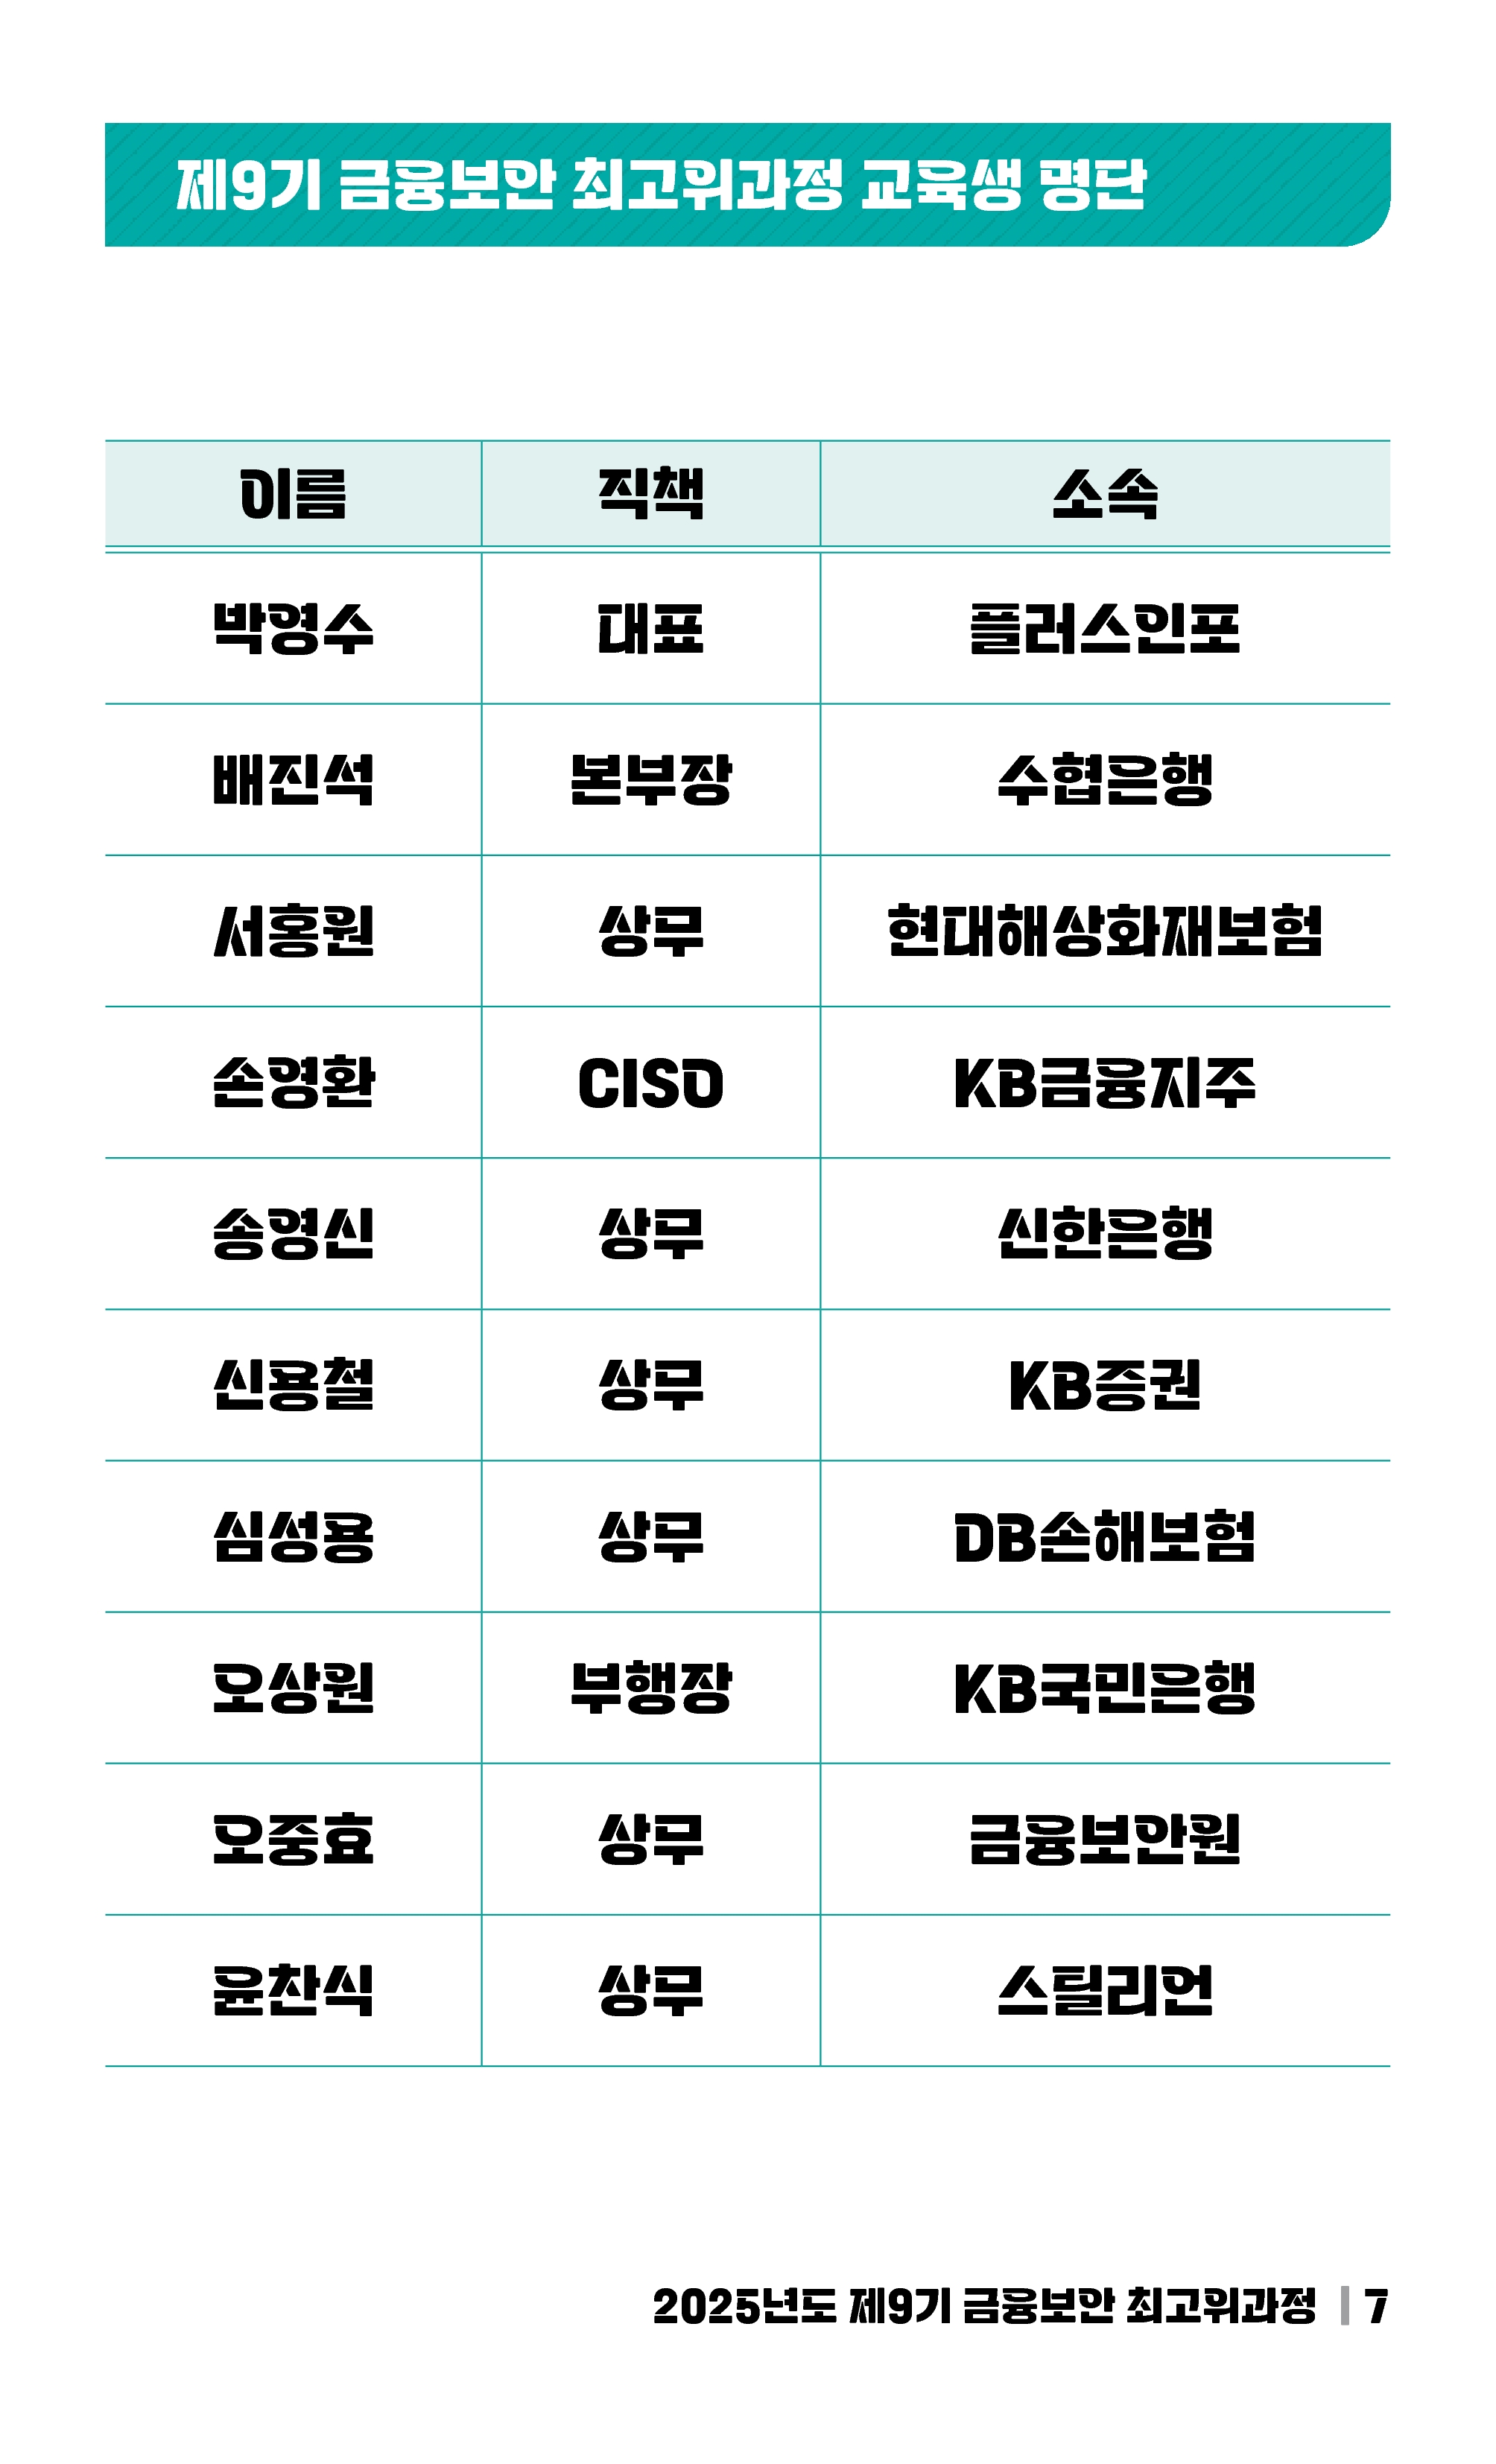 제9기 금융보안 최고위과정 교육생 명단
이름 직책 소속
박영수 대표 플러스인포
배진석 본부장 수협은행
서홍원 상무 현대해상화재보험
손영환 CISO KB금융지주
송영신 상무 신한은행
신용철 상무 KB증권
심성용 상무 DB손해보험
오상원 부행장 KB국민은행
오중효 상무 금융보안원
윤찬식 상무 스틸리언
2025년도 제9기 금융보안 최고위과정 | 7